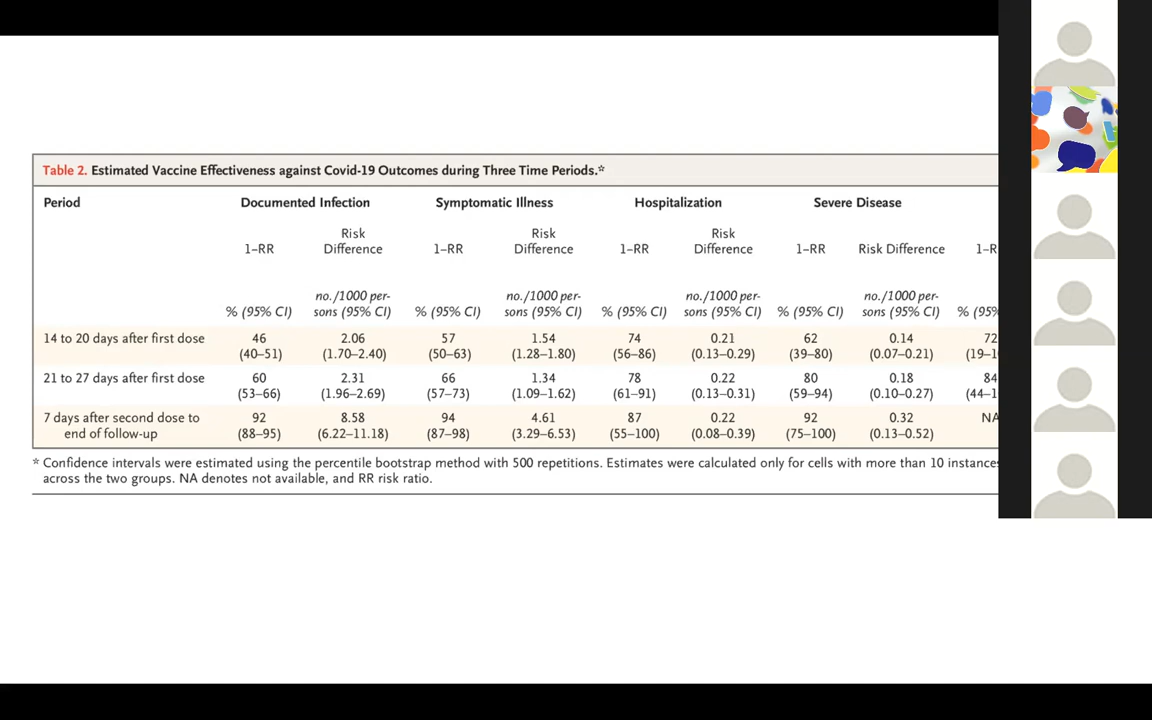 Table 2. Estimated Vaccine Effectiveness against Covid-19 Outcomes during Three Time Periods.*
Period Documented Infection Symptomatic Illness Hospitalization Severe Disease
1–RR Risk Difference 1–RR Risk Difference 1–RR Risk Difference 1–RR Risk Difference 1–R
% (95% CI) no./1000 per-sons (95% CI) % (95% CI) no./1000 per-sons (95% CI) % (95% CI) no./1000 per-sons (95% CI) % (95% CI) no./1000 per-sons (95% CI) % (95%
14 to 20 days after first dose 46 2.06 57 1.54 74 0.21 62 0.14 72
(40–51) (1.70–2.40) (50–63) (1.28–1.80) (56–86) (0.13–0.29) (39–80) (0.07–0.21) (19–1
21 to 27 days after first dose 60 2.31 66 1.34 78 0.22 80 0.18 84
(53–66) (1.96–2.69) (57–73) (1.09–1.62) (61–91) (0.13–0.31) (59–94) (0.10–0.27) (44–1
7 days after second dose to 92 8.58 94 4.61 87 0.22 92 0.32 NA
end of follow-up (88–95) (6.22–11.18) (87–98) (3.29–6.53) (55–100) (0.08–0.39) (75–100) (0.13–0.52)
* Confidence intervals were estimated using the percentile bootstrap method with 500 repetitions. Estimates were calculated only for cells with more than 10 instances
across the two groups. NA denotes not available, and RR risk ratio.